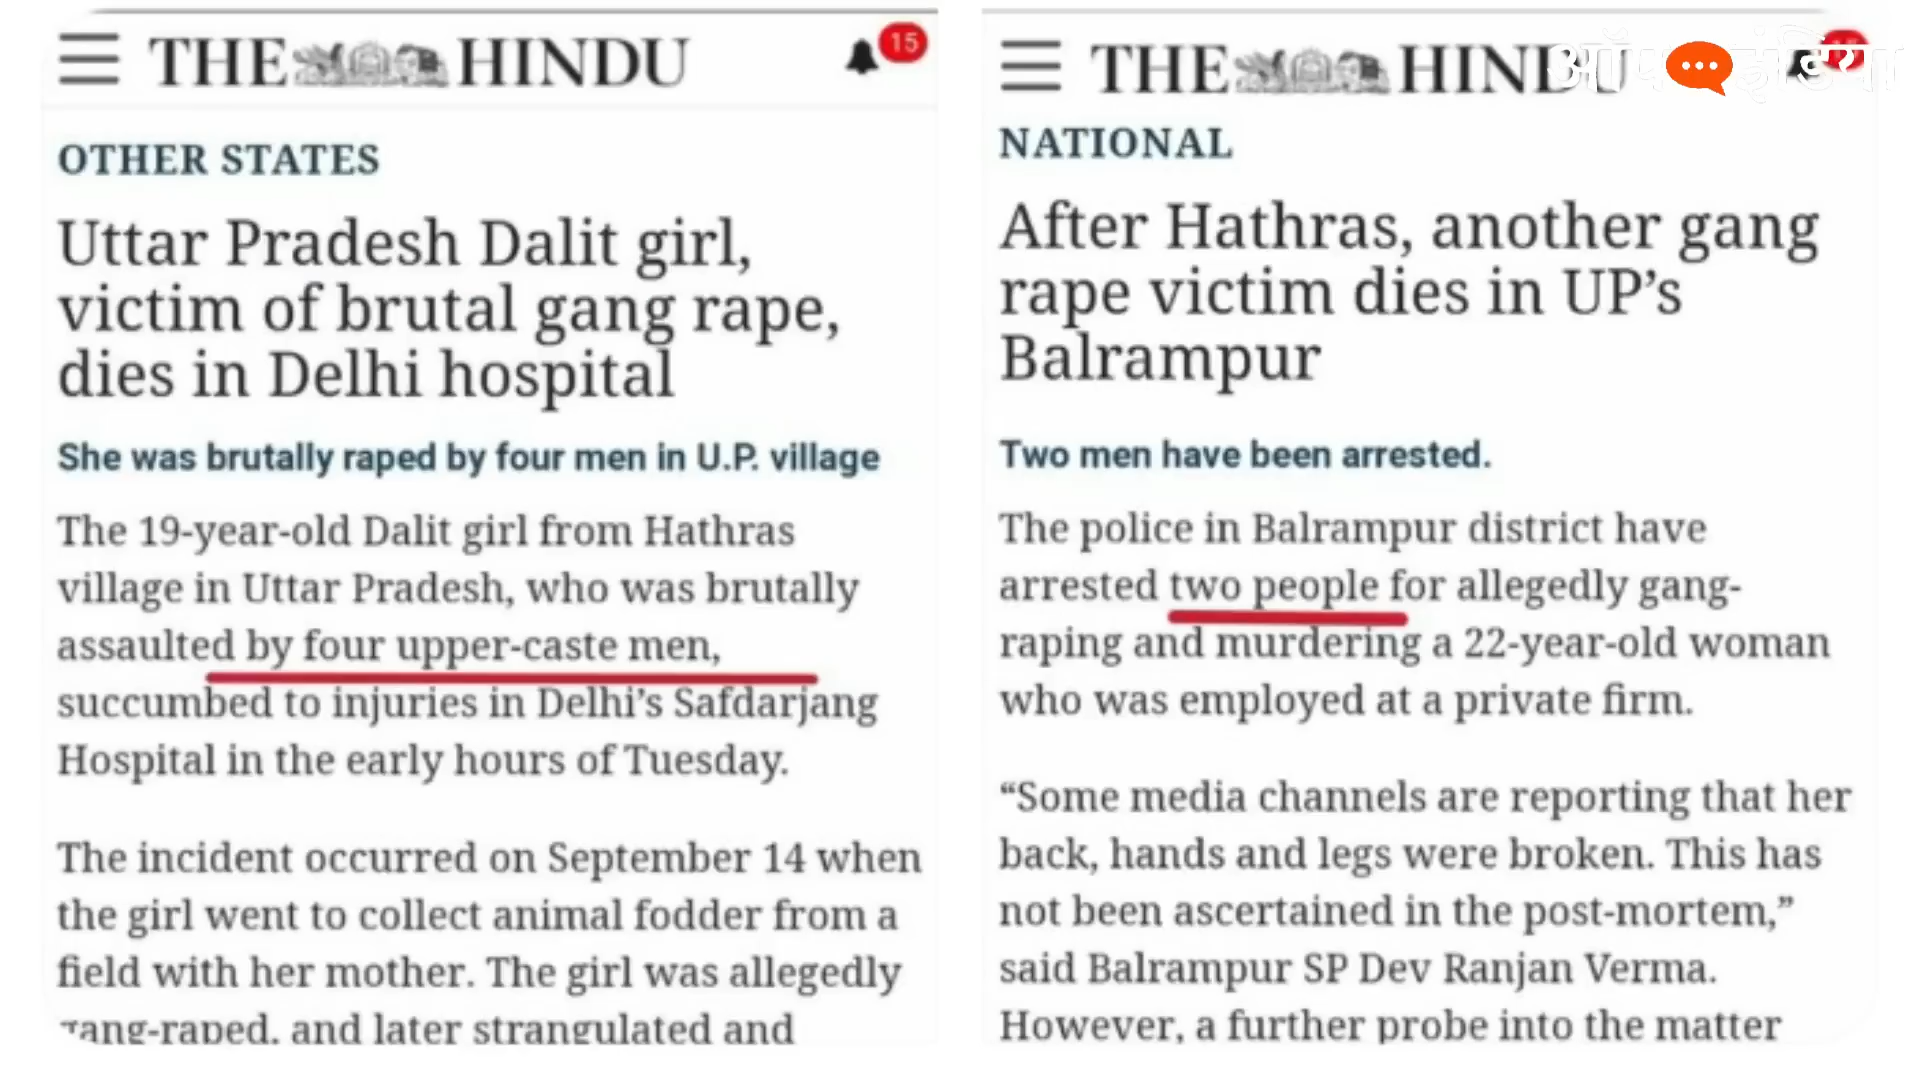 THE HINDU
15
OTHER STATES
Uttar Pradesh Dalit girl,
victim of brutal gang rape,
dies in Delhi hospital
She was brutally raped by four men in U.P. village
The 19-year-old Dalit girl from Hathras
village in Uttar Pradesh, who was brutally
assaulted by four upper-caste men,
succumbed to injuries in Delhi’s Safdarjang
Hospital in the early hours of Tuesday.
The incident occurred on September 14 when
the girl went to collect animal fodder from a
field with her mother. The girl was allegedly
gang-raped, and later strangulated and
THE HINDU
ऑपइंडिया
NATIONAL
After Hathras, another gang
rape victim dies in UP’s
Balrampur
Two men have been arrested.
The police in Balrampur district have
arrested two people for allegedly gang-
raping and murdering a 22-year-old woman
who was employed at a private firm.
“Some media channels are reporting that her
back, hands and legs were broken. This has
not been ascertained in the post-mortem,”
said Balrampur SP Dev Ranjan Verma.
However, a further probe into the matter